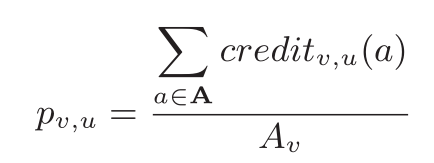 $$p_{v,u} = \frac{\sum_{a \in \mathbf{A}} credit_{v,u}(a)}{A_v}$$